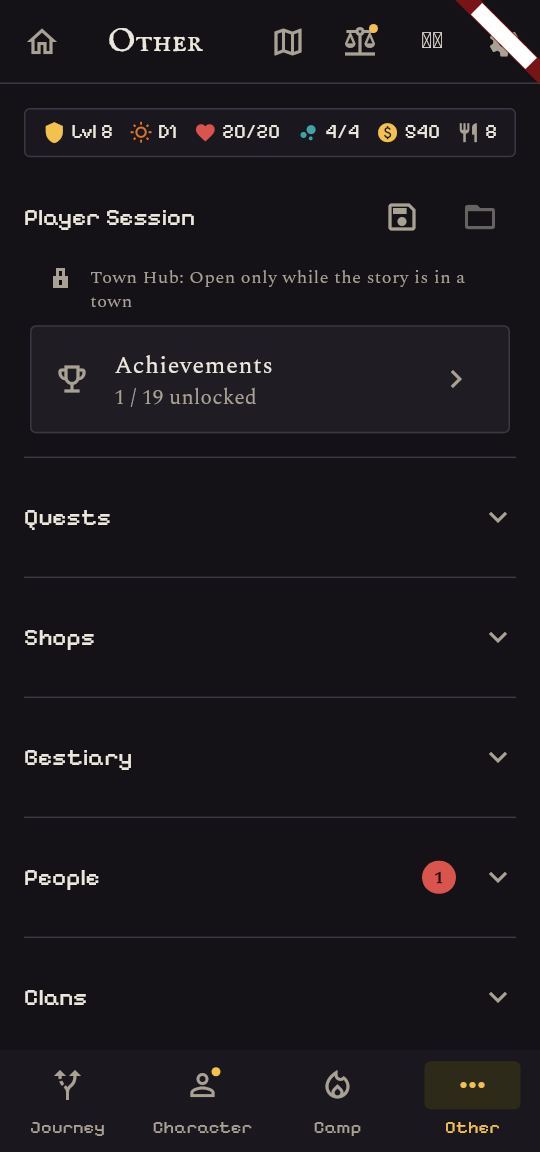 Other
Lvl 8 D1 20/20 4/4 $40 8
Player Session
Town Hub: Open only while the story is in a
town
Achievements
1 / 19 unlocked
Quests
Shops
Bestiary
People 1
Clans
Journey Character Camp Other